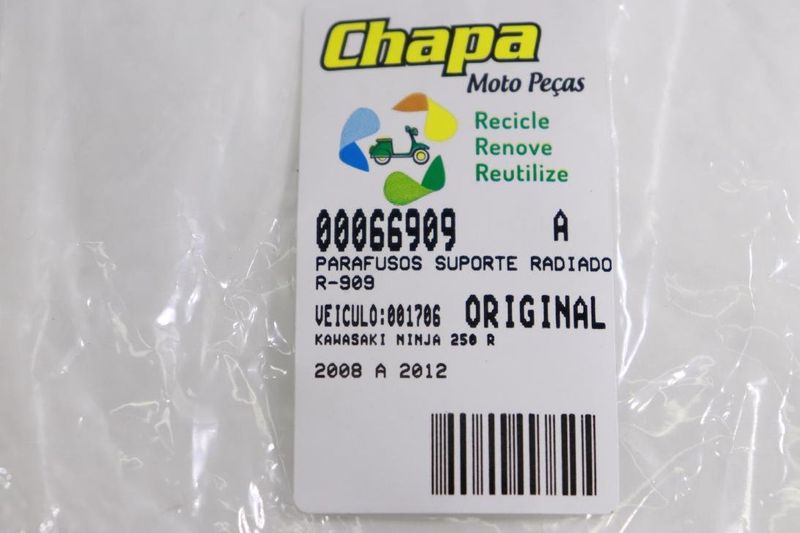 Chapa
Moto Peças
Recicle
Renove
Reutilize
00066909 A
PARAFUSOS SUPORTE RADIADO
R-909
VEICULO:001706 ORIGINAL
KAWASAKI NINJA 250 R
2008 A 2012